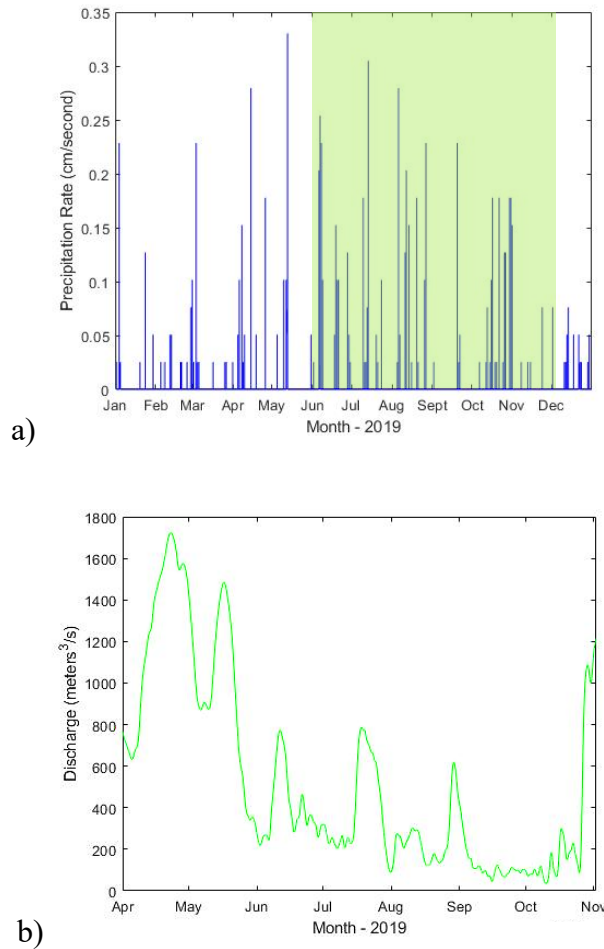 0.35
0.3
0.25
0.2
0.15
0.1
0.05
0
Precipitation Rate (cm/second)
Jan Feb Mar Apr May Jun Jul Aug Sept Oct Nov Dec
Month - 2019
a)
1800
1600
1400
1200
1000
800
600
400
200
0
Discharge (meters³/s)
Apr May Jun Jul Aug Sep Oct Nov
Month - 2019
b)